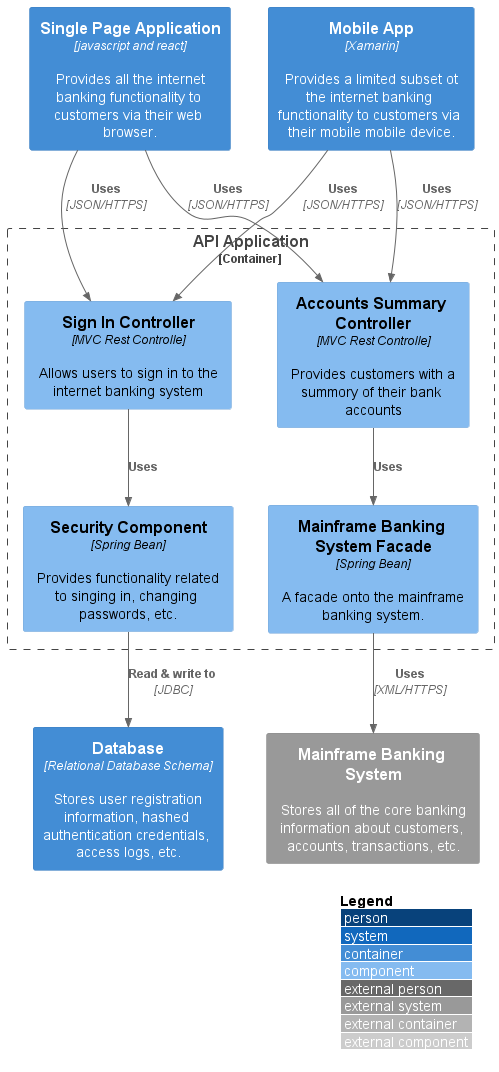 Single Page Application
[javascript and react]
Provides all the internet
banking functionality to
customers via their web
browser.
Mobile App
[Xamarin]
Provides a limited subset ot
the internet banking
functionality to customers via
their mobile mobile device.
Uses
[JSON/HTTPS]
Uses
[JSON/HTTPS]
Uses
[JSON/HTTPS]
Uses
[JSON/HTTPS]
API Application
[Container]
Sign In Controller
[MVC Rest Controlle]
Allows users to sign in to the
internet banking system
Accounts Summary
Controller
[MVC Rest Controlle]
Provides customers with a
summory of their bank
accounts
Uses
Uses
Security Component
[Spring Bean]
Provides functionality related
to singing in, changing
passwords, etc.
Mainframe Banking
System Facade
[Spring Bean]
A facade onto the mainframe
banking system.
Read & write to
[JDBC]
Uses
[XML/HTTPS]
Database
[Relational Database Schema]
Stores user registration
information, hashed
authentication credentials,
access logs, etc.
Mainframe Banking
System
Stores all of the core banking
information about customers,
accounts, transactions, etc.
Legend
person
system
container
component
external person
external system
external container
external component